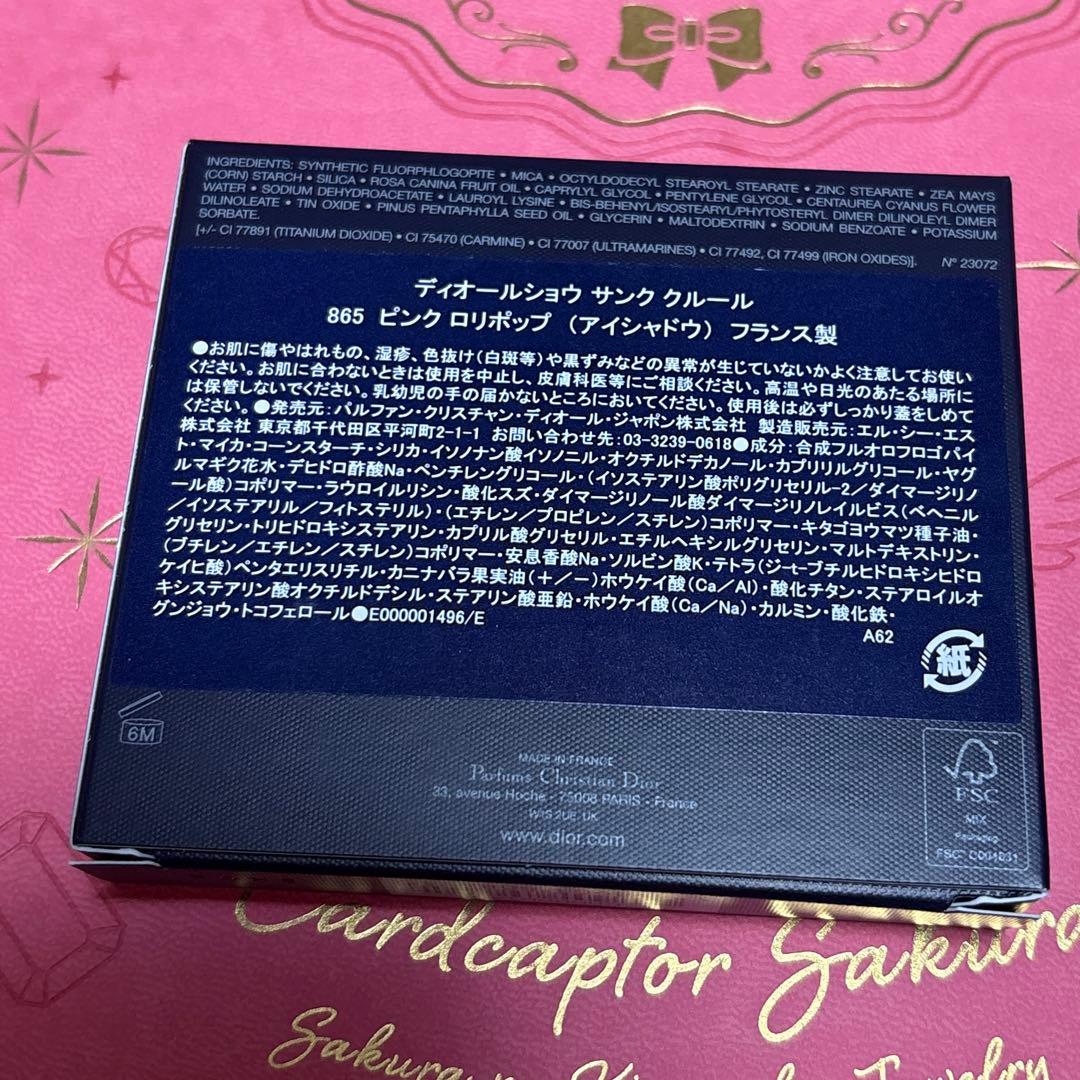 INGREDIENTS: SYNTHETIC FLUORPHLOGOPITE • MICA • OCTYLDODECYL STEAROYL STEARATE • ZINC STEARATE • ZEA MAYS
(CORN) STARCH • SILICA • ROSA CANINA FRUIT OIL • CAPRYLYL GLYCOL • PENTYLENE GLYCOL • CENTAUREA CYANUS FLOWER
WATER • SODIUM DEHYDROACETATE • LAUROYL LYSINE • BIS-BEHENYL/ISOSTEARYL/PHYTOSTERYL DIMER DILINOLEYL DIMER
DILINOLEATE • TIN OXIDE • PINUS PENTAPHYLLA SEED OIL • GLYCERIN • MALTODEXTRIN • SODIUM BENZOATE • POTASSIUM
SORBATE.
[+/- CI 77891 (TITANIUM DIOXIDE) • CI 75470 (CARMINE) • CI 77007 (ULTRAMARINES) • CI 77492, CI 77499 (IRON OXIDES)]. N° 23072
ディオールショウ サンク クルール
865 ピンク ロリポップ (アイシャドウ) フランス製
●お肌に傷やはれもの、湿疹、色抜け(白斑等)や黒ずみなどの異常が生じていないかよく注意してお使い
ください。お肌に合わないときは使用を中止し、皮膚科医等にご相談ください。高温や日光のあたる場所に
は保管しないでください。乳幼児の手の届かないところにおいてください。使用後は必ずしっかり蓋をしめて
ください。●発売元:パルファン・クリスチャン・ディオール・ジャポン株式会社 製造販売元:エル・シー・エス
株式会社 東京都千代田区平河町2-1-1 お問い合わせ先:03-3239-0618●成分:合成フルオロフロゴパイ
ト・マイカ・コーンスターチ・シリカ・イソノナン酸イソノニル・オクチルドデカノール・カプリリルグリコール・ヤグ
ルマギク花水・デヒドロ酢酸Na・ペンチレングリコール・(イソステアリン酸ポリグリセリル-2/ダイマージリノ
ール酸)コポリマー・ラウロイルリシン・酸化スズ・ダイマージリノール酸ダイマージリノレイルビス(ベヘニル
/イソステアリル/フィトステリル)・(エチレン/プロピレン/スチレン)コポリマー・キタゴヨウマツ種子油・
グリセリン・トリヒドロキシステアリン・カプリル酸グリセリル・エチルヘキシルグリセリン・マルトデキストリン・
(ブチレン/エチレン/スチレン)コポリマー・安息香酸Na・ソルビン酸K・テトラ(ジ-t-ブチルヒドロキシヒドロ
ケイヒ酸)ペンタエリスリチル・カニナバラ果実油(+/-)ホウケイ酸(Ca/Al)・酸化チタン・ステアロイルオ
キシステアリン酸オクチルドデシル・ステアリン酸亜鉛・ホウケイ酸(Ca/Na)・カルミン・酸化鉄・
グンジョウ・トコフェロール●E000001496/E
A62
紙
6M
MADE IN FRANCE
Parfums Christian Dior
33, avenue Hoche - 75008 PARIS - France
W1S 2UE, UK
www.dior.com
FSC
MIX
Packaging
FSC™ C004031
Cardcaptor Sakura